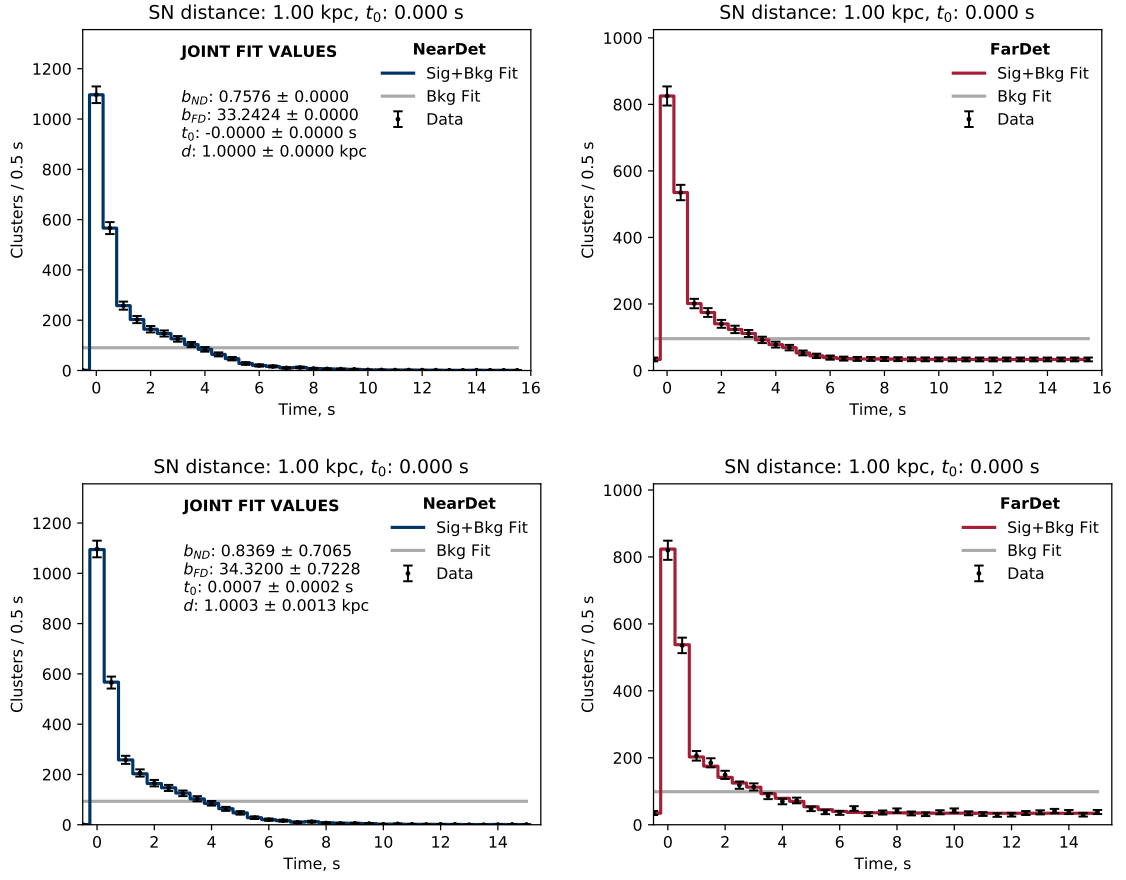 SN distance: 1.00 kpc, t0: 0.000 s
JOINT FIT VALUES
bND: 0.7576 ± 0.0000
bFD: 33.2424 ± 0.0000
t0: -0.0000 ± 0.0000 s
d: 1.0000 ± 0.0000 kpc
NearDet
Sig+Bkg Fit
Bkg Fit
Data
Clusters / 0.5 s
0
200
400
600
800
1000
1200
0 2 4 6 8 10 12 14 16
Time, s
SN distance: 1.00 kpc, t0: 0.000 s
FarDet
Sig+Bkg Fit
Bkg Fit
Data
Clusters / 0.5 s
0
200
400
600
800
1000
0 2 4 6 8 10 12 14 16
Time, s
SN distance: 1.00 kpc, t0: 0.000 s
JOINT FIT VALUES
bND: 0.8369 ± 0.7065
bFD: 34.3200 ± 0.7228
t0: 0.0007 ± 0.0002 s
d: 1.0003 ± 0.0013 kpc
NearDet
Sig+Bkg Fit
Bkg Fit
Data
Clusters / 0.5 s
0
200
400
600
800
1000
1200
0 2 4 6 8 10 12 14
Time, s
SN distance: 1.00 kpc, t0: 0.000 s
FarDet
Sig+Bkg Fit
Bkg Fit
Data
Clusters / 0.5 s
0
200
400
600
800
1000
0 2 4 6 8 10 12 14
Time, s